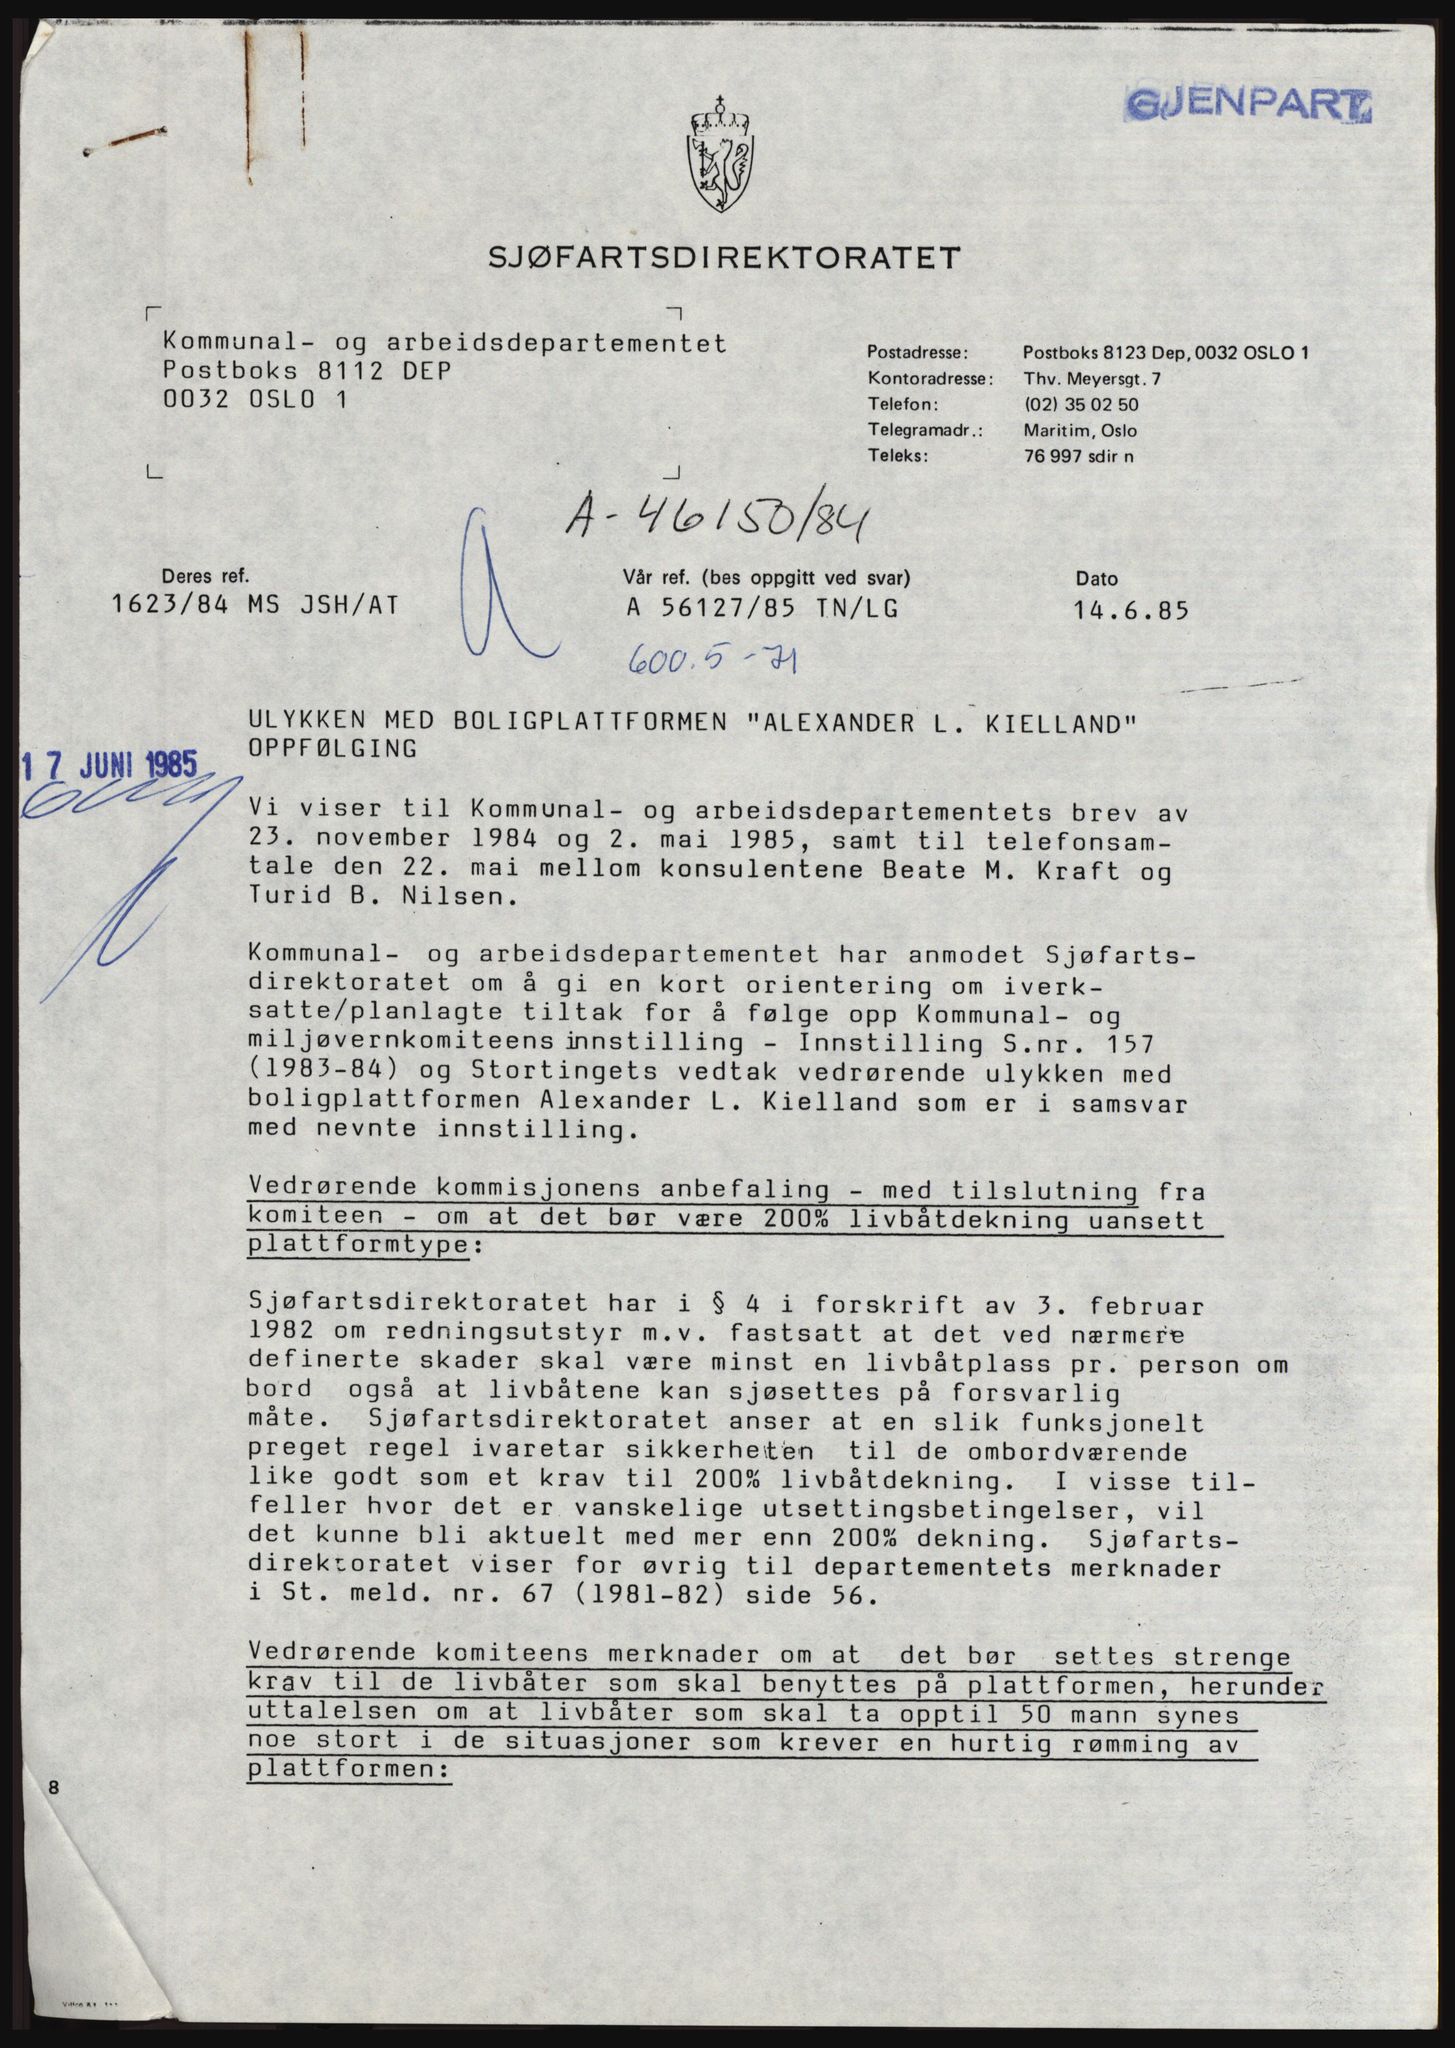 GJENPART
SJØFARTSDIREKTORATET
Kommunal- og arbeidsdepartementet
Postboks 8112 DEP
0032 OSLO 1
Postadresse: Postboks 8123 Dep, 0032 OSLO 1
Kontoradresse: Thv. Meyersgt. 7
Telefon: (02) 35 02 50
Telegramadr.: Maritim, Oslo
Teleks: 76 997 sdir n
A-46150/84
Deres ref. Vår ref. (bes oppgitt ved svar) Dato
1623/84 MS JSH/AT A 56127/85 TN/LG 14.6.85
600.5-71
ULYKKEN MED BOLIGPLATTFORMEN "ALEXANDER L. KIELLAND"
OPPFØLGING
17 JUNI 1985
Vi viser til Kommunal- og arbeidsdepartementets brev av
23. november 1984 og 2. mai 1985, samt til telefonsam-
tale den 22. mai mellom konsulentene Beate M. Kraft og
Turid B. Nilsen.
Kommunal- og arbeidsdepartementet har anmodet Sjøfarts-
direktoratet om å gi en kort orientering om iverk-
satte/planlagte tiltak for å følge opp Kommunal- og
miljøvernkomiteens innstilling - Innstilling S.nr. 157
(1983-84) og Stortingets vedtak vedrørende ulykken med
boligplattformen Alexander L. Kielland som er i samsvar
med nevnte innstilling.
Vedrørende kommisjonens anbefaling - med tilslutning fra
komiteen - om at det bør være 200% livbåtdekning uansett
plattformtype:
Sjøfartsdirektoratet har i § 4 i forskrift av 3. februar
1982 om redningsutstyr m.v. fastsatt at det ved nærmere
definerte skader skal være minst en livbåtplass pr. person om
bord også at livbåtene kan sjøsettes på forsvarlig
måte. Sjøfartsdirektoratet anser at en slik funksjonelt
preget regel ivaretar sikkerheten til de ombordværende
like godt som et krav til 200% livbåtdekning. I visse til-
feller hvor det er vanskelige utsettingsbetingelser, vil
det kunne bli aktuelt med mer enn 200% dekning. Sjøfarts-
direktoratet viser for øvrig til departementets merknader
i St. meld. nr. 67 (1981-82) side 56.
Vedrørende komiteens merknader om at det bør settes strenge
krav til de livbåter som skal benyttes på plattformen, herunder
uttalelsen om at livbåter som skal ta opptil 50 mann synes
noe stort i de situasjoner som krever en hurtig rømming av
plattformen:
8